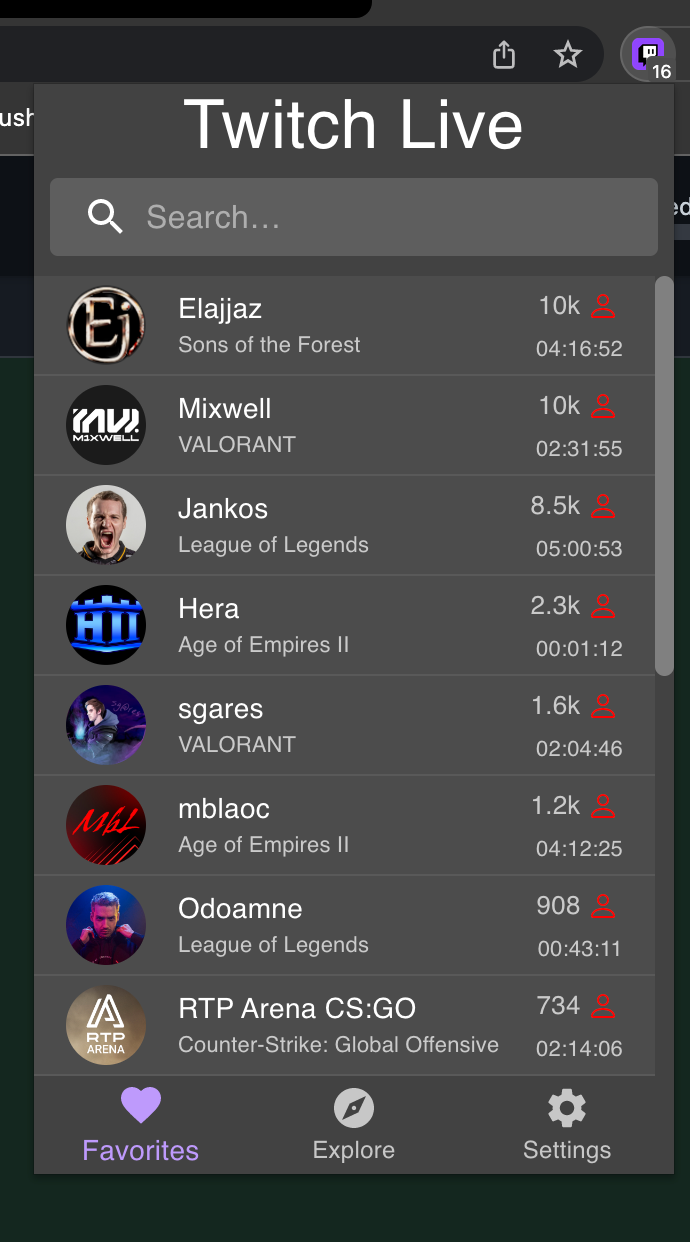 16
ush
Twitch Live
ed
Search...
Ej
Elajjaz
10k
Sons of the Forest
04:16:52
Mixwell
10k
M1XWELL
VALORANT
02:31:55
Jankos
8.5k
League of Legends
05:00:53
Hera
2.3k
Age of Empires II
00:01:12
sgares
1.6k
VALORANT
02:04:46
mblaoc
1.2k
MbL
Age of Empires II
04:12:25
Odoamne
908
League of Legends
00:43:11
RTP Arena CS:GO
734
RTP
ARENA
Counter-Strike: Global Offensive
02:14:06
Favorites
Explore
Settings